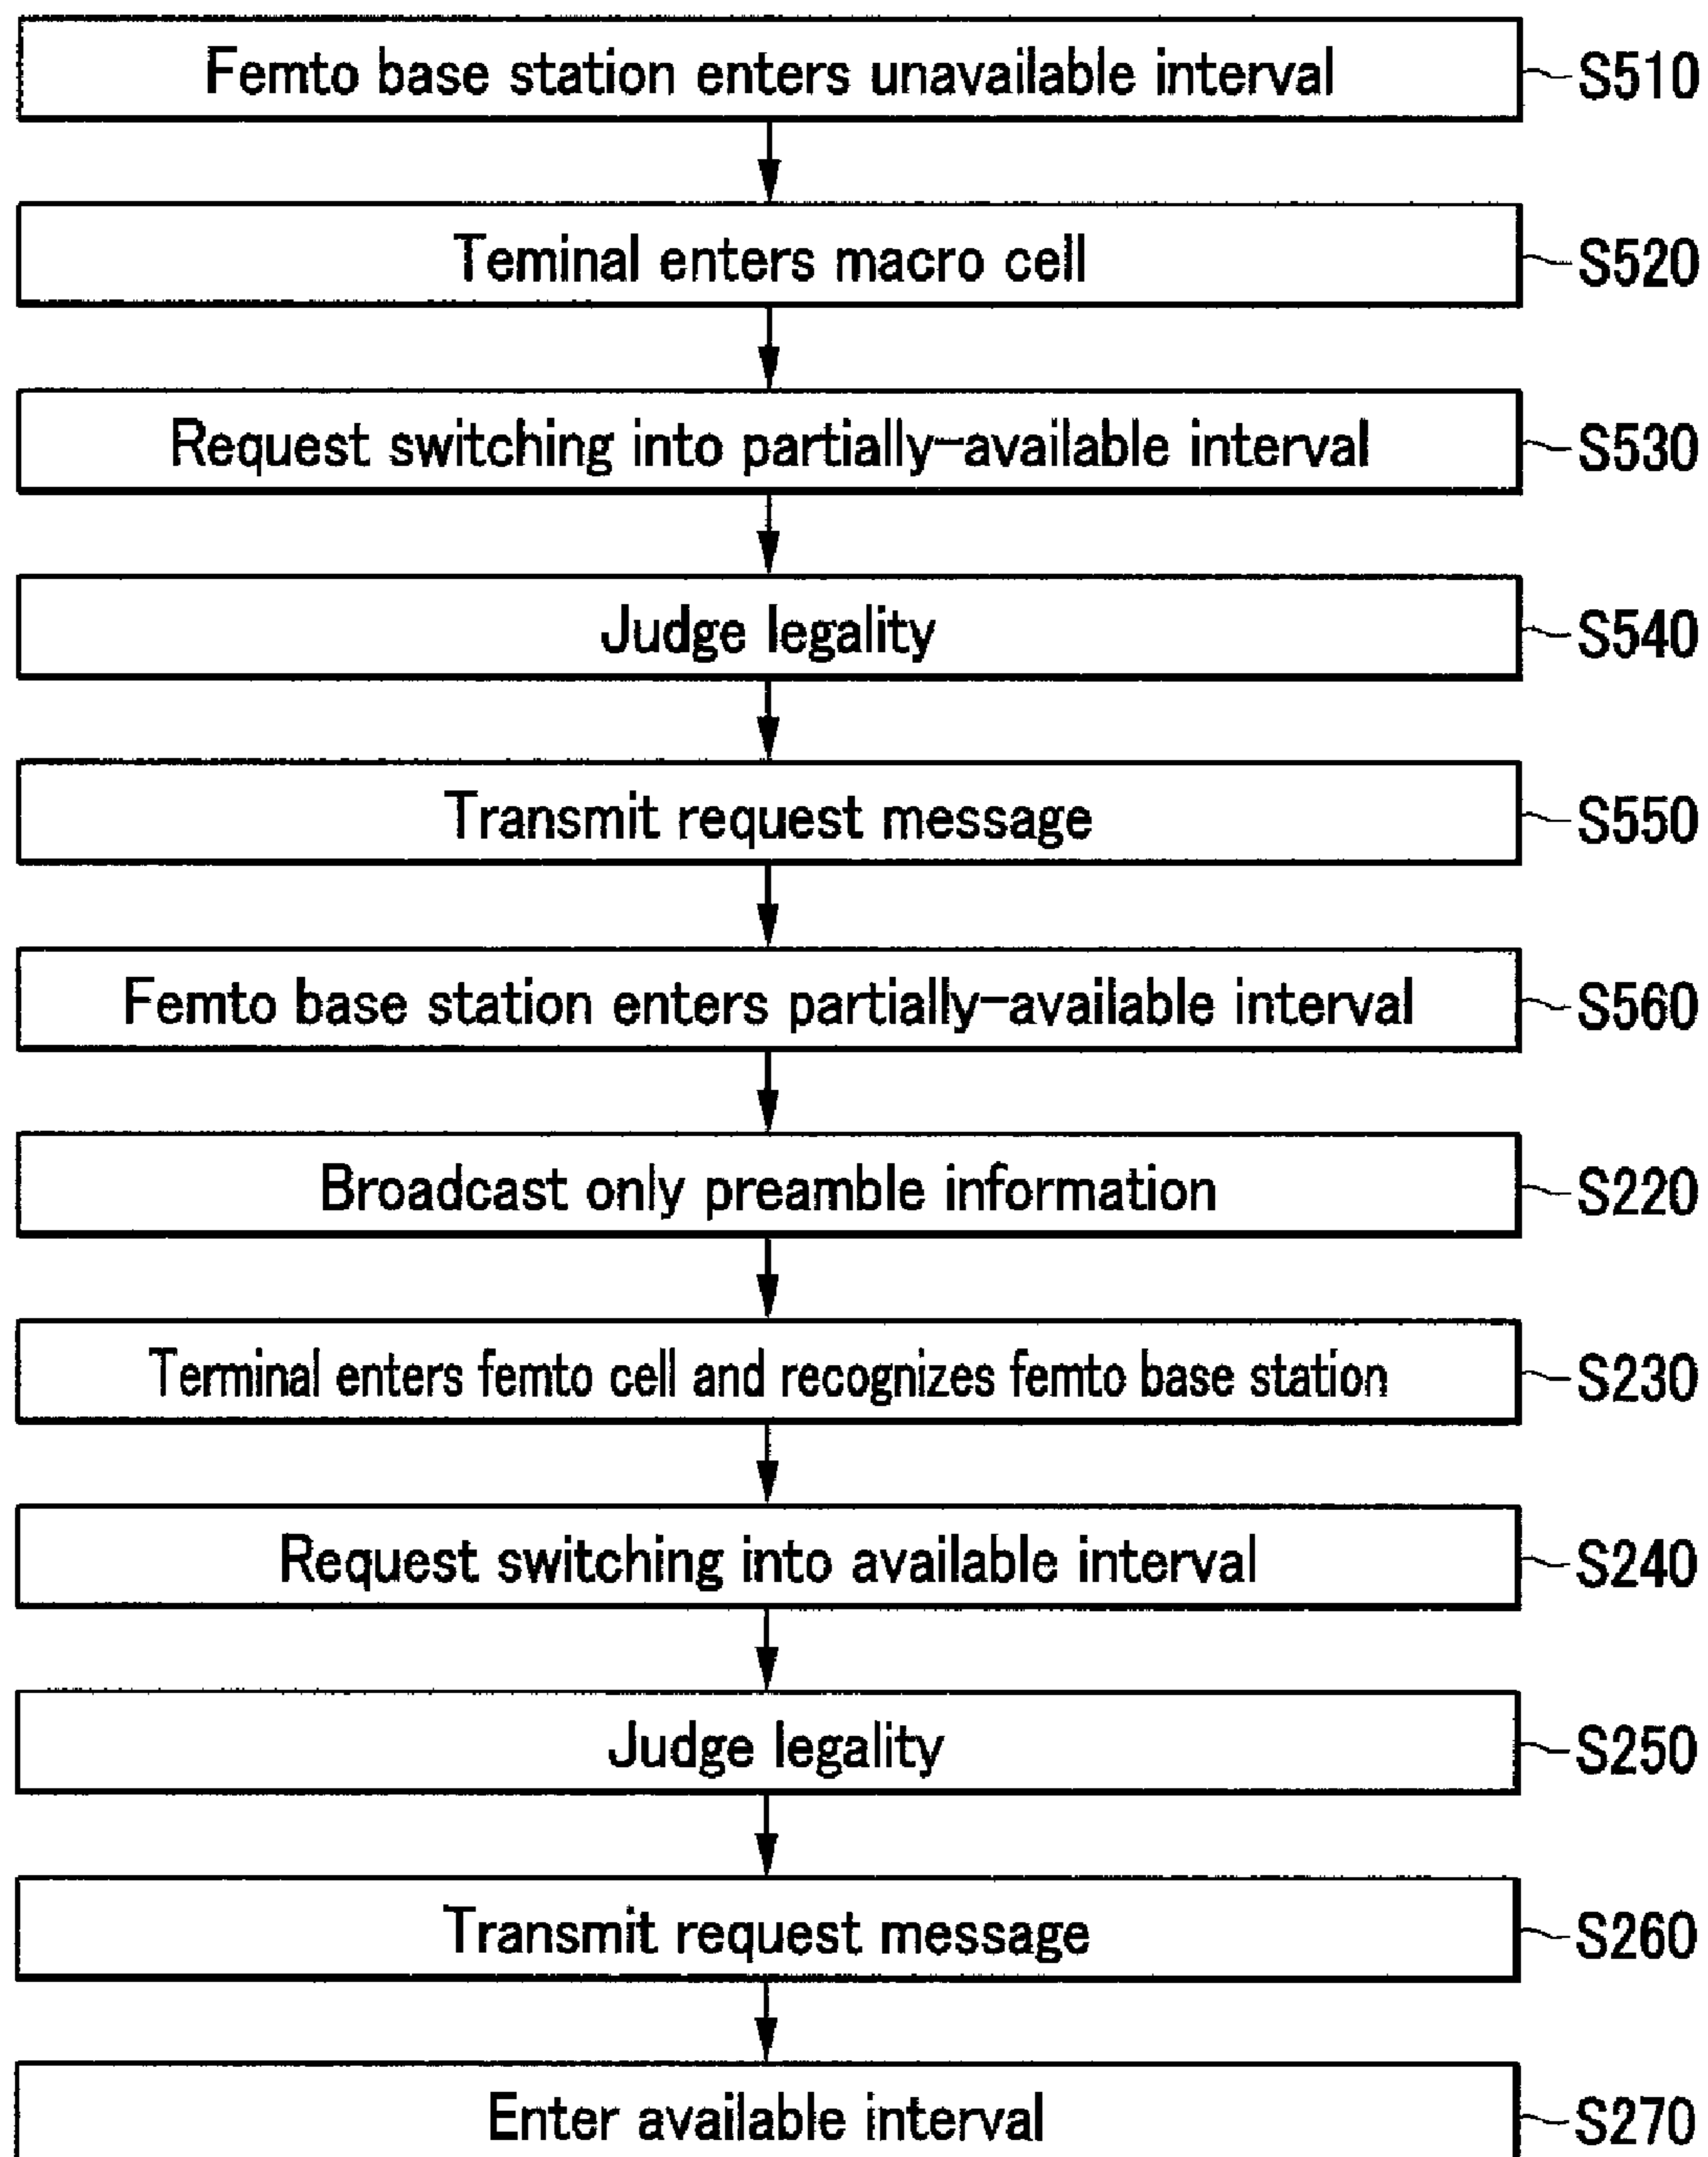 Femto base station enters unavailable interval S510
Teminal enters macro cell S520
Request switching into partially-available interval S530
Judge legality S540
Transmit request message S550
Femto base station enters partially-available interval S560
Broadcast only preamble information S220
Terminal enters femto cell and recognizes femto base station S230
Request switching into available interval S240
Judge legality S250
Transmit request message S260
Enter available interval S270